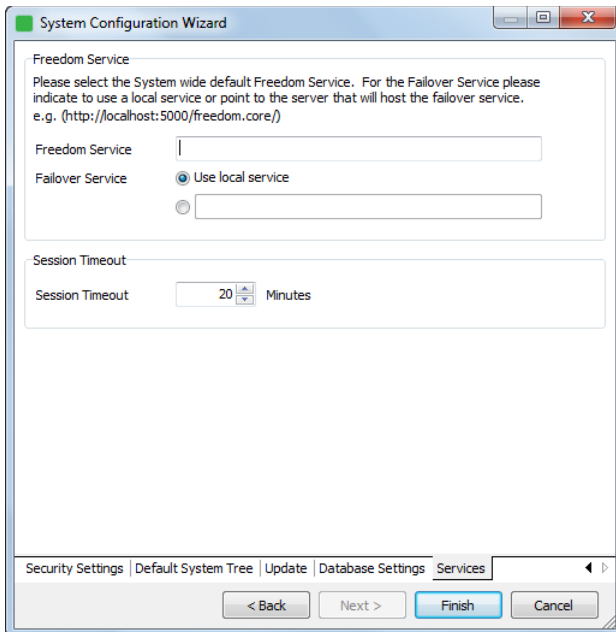 System Configuration Wizard
Freedom Service
Please select the System wide default Freedom Service. For the Failover Service please
indicate to use a local service or point to the server that will host the failover service.
e.g. (http://localhost:5000/freedom.core/)
Freedom Service
Failover Service Use local service
Session Timeout
Session Timeout 20 Minutes
Security Settings Default System Tree Update Database Settings Services
< Back Next > Finish Cancel